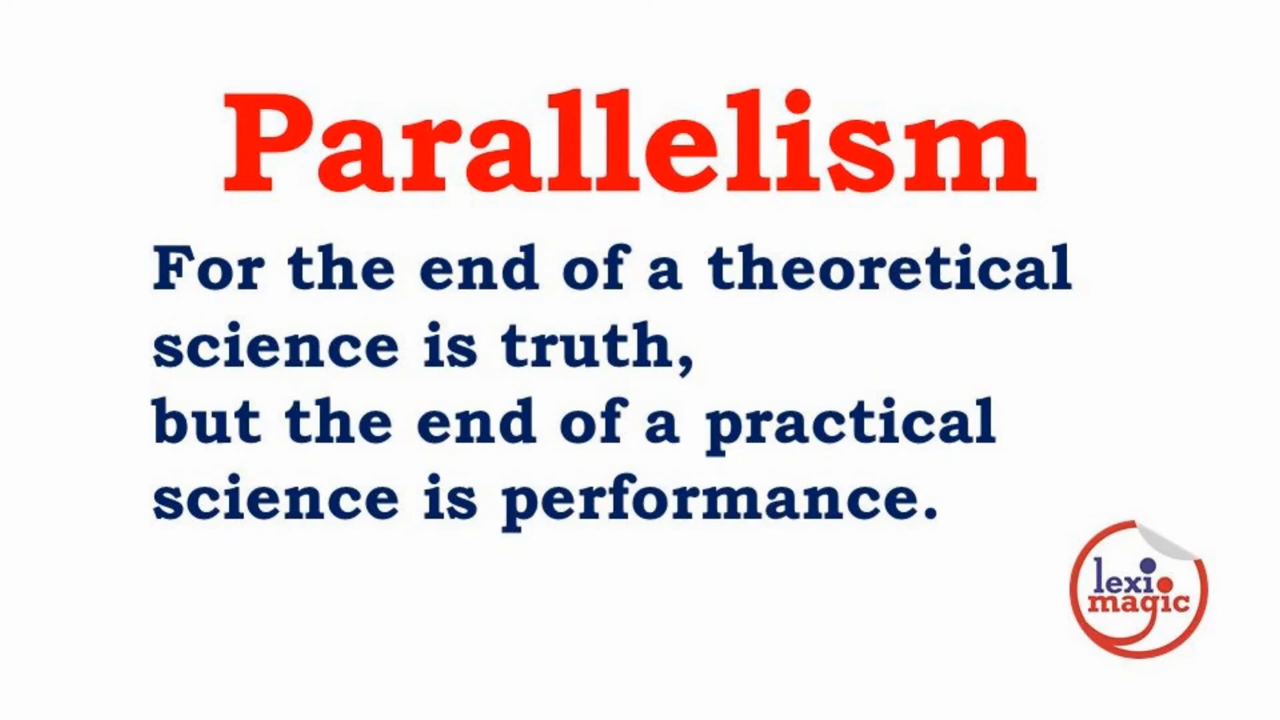 Parallelism
For the end of a theoretical
science is truth,
but the end of a practical
science is performance.
lexi
magic